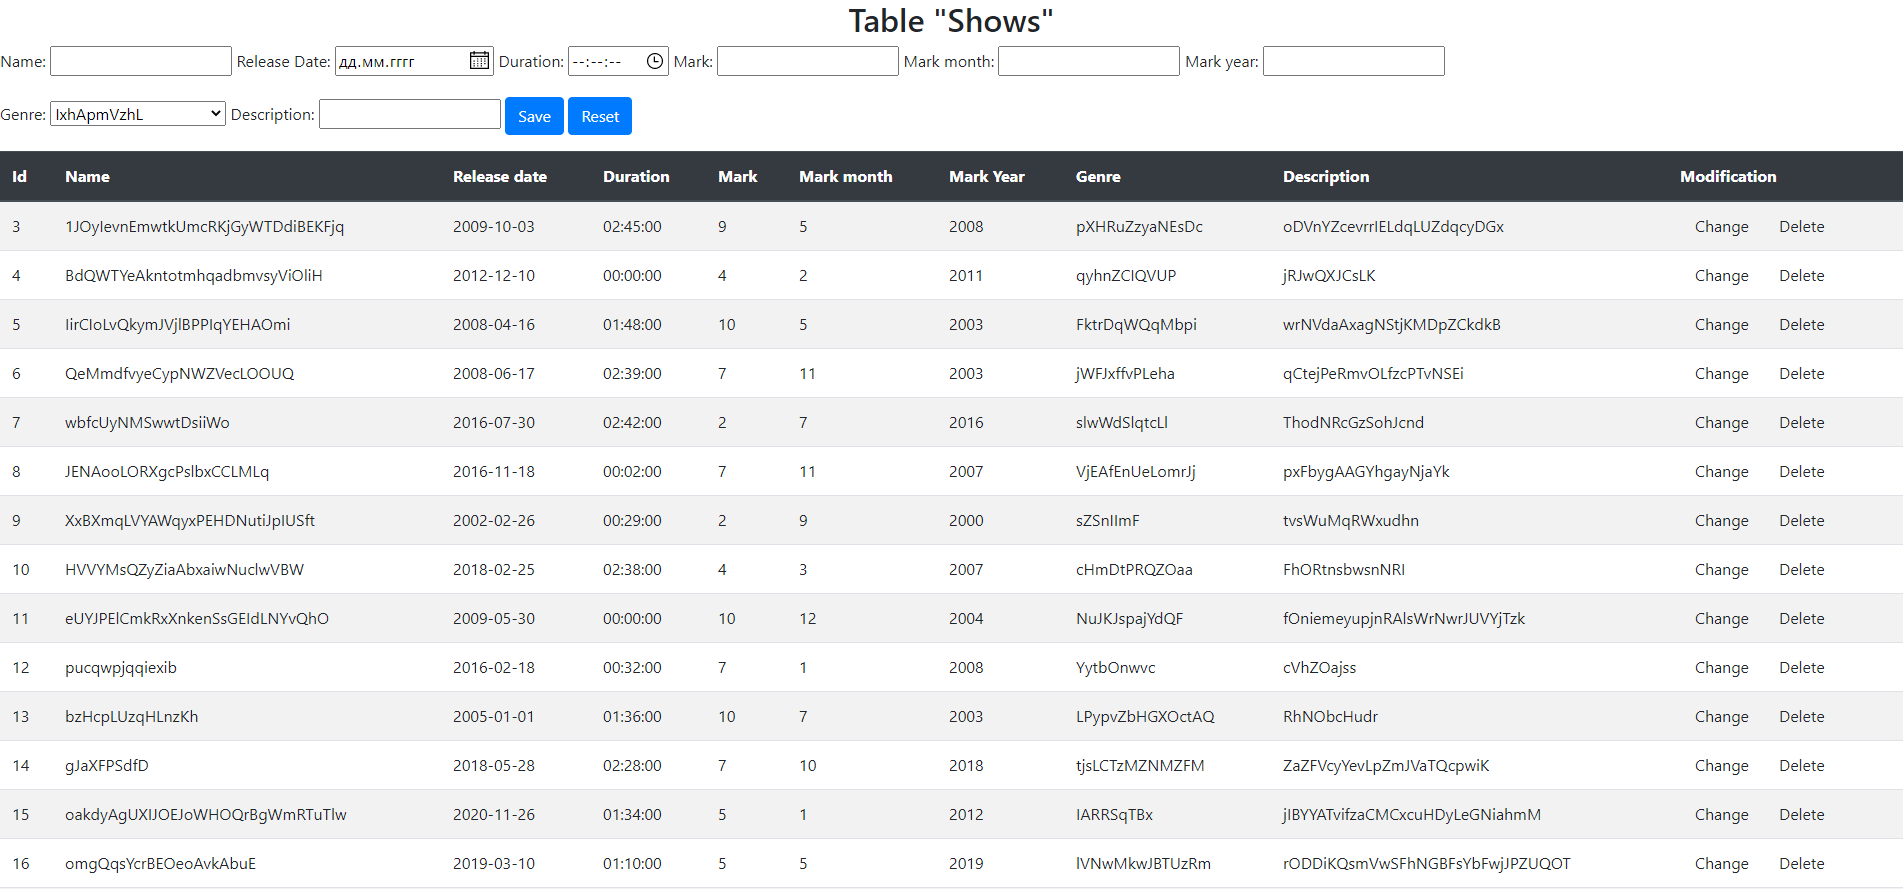 Table "Shows"
Name: Release Date: дд.мм.гггг Duration: --:--:-- Mark: Mark month: Mark year:
Genre: IxhApmVzhL Description: Save Reset
Id Name Release date Duration Mark Mark month Mark Year Genre Description Modification
3 1JOyIevnEmwtkUmcRKjGyWTDdiBEKFjq 2009-10-03 02:45:00 9 5 2008 pXHRuZzyaNEsDc oDVnYZcevrrIELdqLUZdqcyDGx Change Delete
4 BdQWTYeAkntotmhqadbmvsyViOliH 2012-12-10 00:00:00 4 2 2011 qyhnZCIQVUP jRJwQXJCsLK Change Delete
5 IirCIoLvQkymJVjlBPPIqYEHAOmi 2008-04-16 01:48:00 10 5 2003 FktrDqWQqMbpi wrNVdaAxagNStjKMDpZCkdkB Change Delete
6 QeMmdfvyeCypNWZVecLOOUQ 2008-06-17 02:39:00 7 11 2003 jWFJxffvPLeha qCtejPeRmvOLfzcPTvNSEi Change Delete
7 wbfcUyNMSwwtDsiiWo 2016-07-30 02:42:00 2 7 2016 slwWdSlqtcLl ThodNRcGzSohJcnd Change Delete
8 JENAooLORXgcPslbxCCLMLq 2016-11-18 00:02:00 7 11 2007 VjEAfEnUeLomrJj pxFbygAAGYhgayNjaYk Change Delete
9 XxBXmqLVYAWqyxPEHDNutiJpIUSft 2002-02-26 00:29:00 2 9 2000 sZSnIImF tvsWuMqRWxudhn Change Delete
10 HVVYMsQZyZiaAbxaiwNuclwVBW 2018-02-25 02:38:00 4 3 2007 cHmDtPRQZOaa FhORtnsbwsnNRI Change Delete
11 eUYJPElCmkRxXnkenSsGEIdLNYvQhO 2009-05-30 00:00:00 10 12 2004 NuJKJspajYdQF fOniemeyupjnRAlsWrNwrJUVYjTzk Change Delete
12 pucqwpjqqiexib 2016-02-18 00:32:00 7 1 2008 YytbOnwvc cVhZOajss Change Delete
13 bzHcpLUzqHLnzKh 2005-01-01 01:36:00 10 7 2003 LPypvZbHGXOctAQ RhNObcHudr Change Delete
14 gJaXFPSdfD 2018-05-28 02:28:00 7 10 2018 tjsLCTzMZNMZFM ZaZFVcyYevLpZmJVaTQcpwiK Change Delete
15 oakdyAgUXIJOEJoWHOQrBgWmRTuTlw 2020-11-26 01:34:00 5 1 2012 IARRSqTBx jIBYYATvifzaCMCxcuHDyLeGNiahmM Change Delete
16 omgQqsYcrBEOeoAvkAbuE 2019-03-10 01:10:00 5 5 2019 lVNwMkwJBTUzRm rODDiKQsmVwSFhNGBFsYbFwjJPZUQOT Change Delete